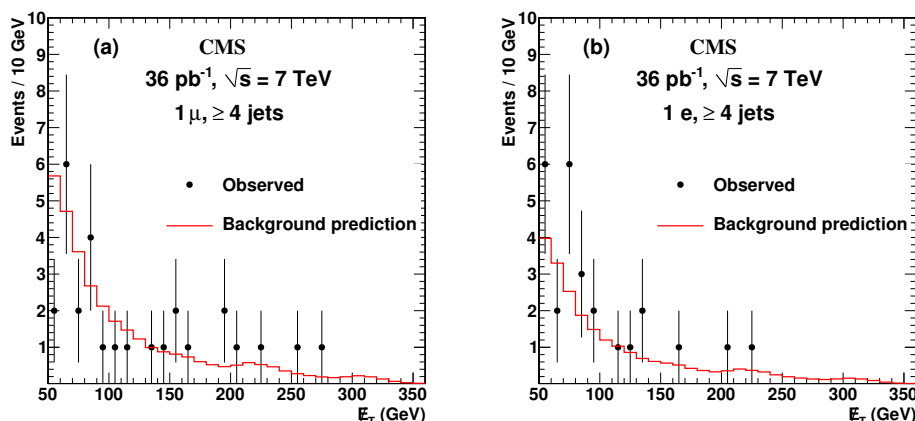 (a) CMS
36 pb⁻¹, √s = 7 TeV
1 μ, ≥ 4 jets
Observed
Background prediction
Events / 10 GeV
10
9
8
7
6
5
4
3
2
1
50 100 150 200 250 300 350
E̸_T (GeV)
(b) CMS
36 pb⁻¹, √s = 7 TeV
1 e, ≥ 4 jets
Observed
Background prediction
Events / 10 GeV
10
9
8
7
6
5
4
3
2
1
50 100 150 200 250 300 350
E̸_T (GeV)